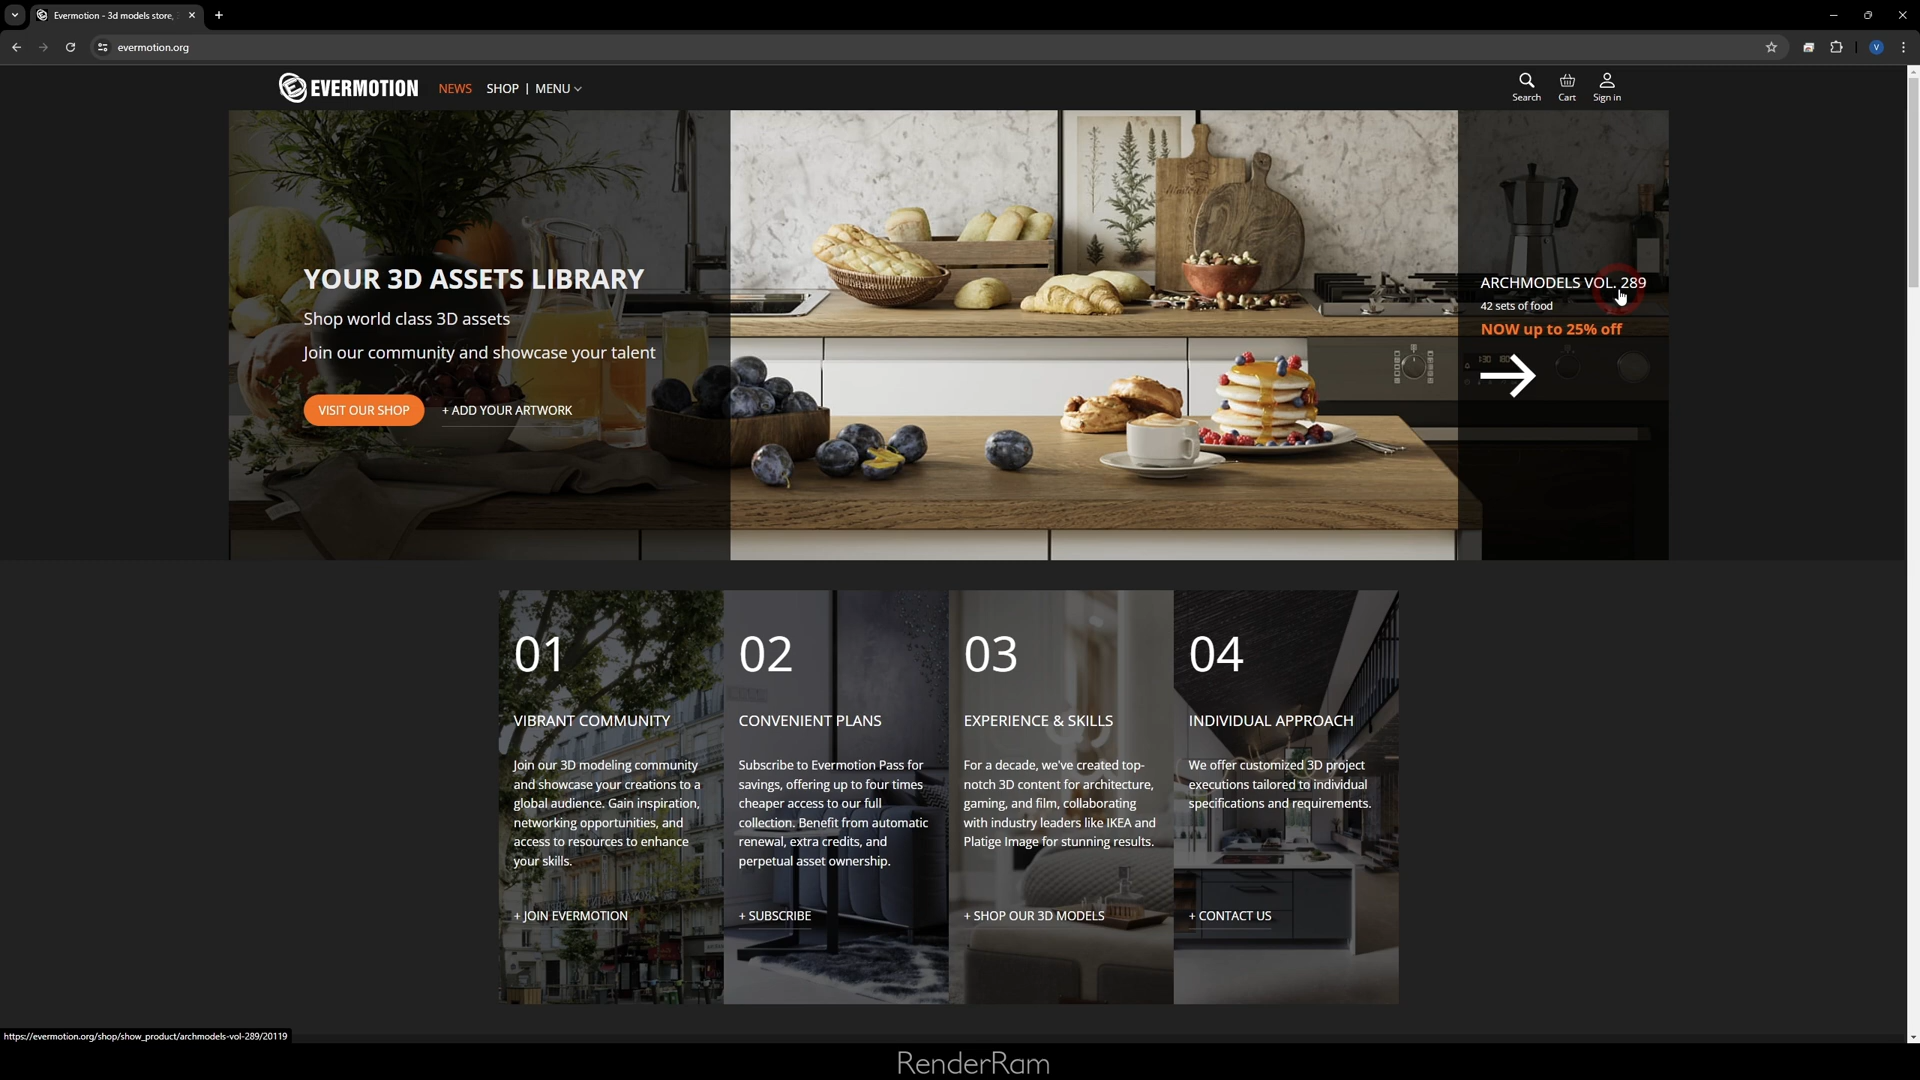 Evermotion - 3d models store,
evermotion.org
V
EVERMOTION
NEWS SHOP | MENU
Search Cart Sign in
YOUR 3D ASSETS LIBRARY
Shop world class 3D assets
Join our community and showcase your talent
VISIT OUR SHOP + ADD YOUR ARTWORK
ARCHMODELS VOL. 289
42 sets of food
NOW up to 25% off
01
VIBRANT COMMUNITY
Join our 3D modeling community
and showcase your creations to a
global audience. Gain inspiration,
networking opportunities, and
access to resources to enhance
your skills.
+ JOIN EVERMOTION
02
CONVENIENT PLANS
Subscribe to Evermotion Pass for
savings, offering up to four times
cheaper access to our full
collection. Benefit from automatic
renewal, extra credits, and
perpetual asset ownership.
+ SUBSCRIBE
03
EXPERIENCE & SKILLS
For a decade, we've created top-
notch 3D content for architecture,
gaming, and film, collaborating
with industry leaders like IKEA and
Platige Image for stunning results.
+ SHOP OUR 3D MODELS
04
INDIVIDUAL APPROACH
We offer customized 3D project
executions tailored to individual
specifications and requirements.
+ CONTACT US
https://evermotion.org/shop/show_product/archmodels-vol-289/20119
RenderRam